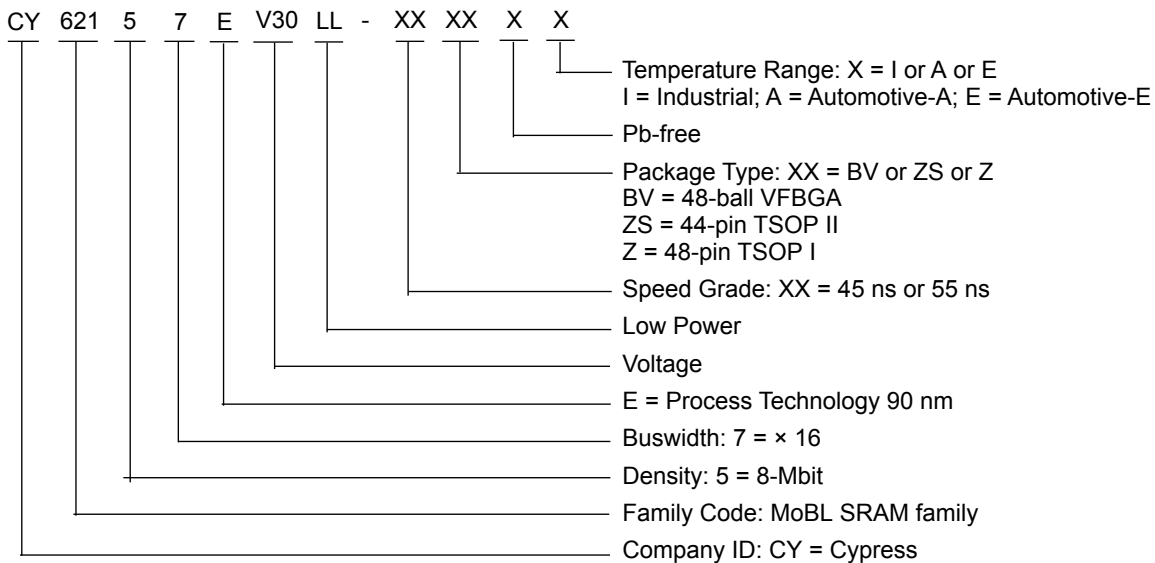 CY 621 5 7 E V30 LL - XX XX X X
Temperature Range: X = I or A or E
I = Industrial; A = Automotive-A; E = Automotive-E
Pb-free
Package Type: XX = BV or ZS or Z
BV = 48-ball VFBGA
ZS = 44-pin TSOP II
Z = 48-pin TSOP I
Speed Grade: XX = 45 ns or 55 ns
Low Power
Voltage
E = Process Technology 90 nm
Buswidth: 7 = × 16
Density: 5 = 8-Mbit
Family Code: MoBL SRAM family
Company ID: CY = Cypress